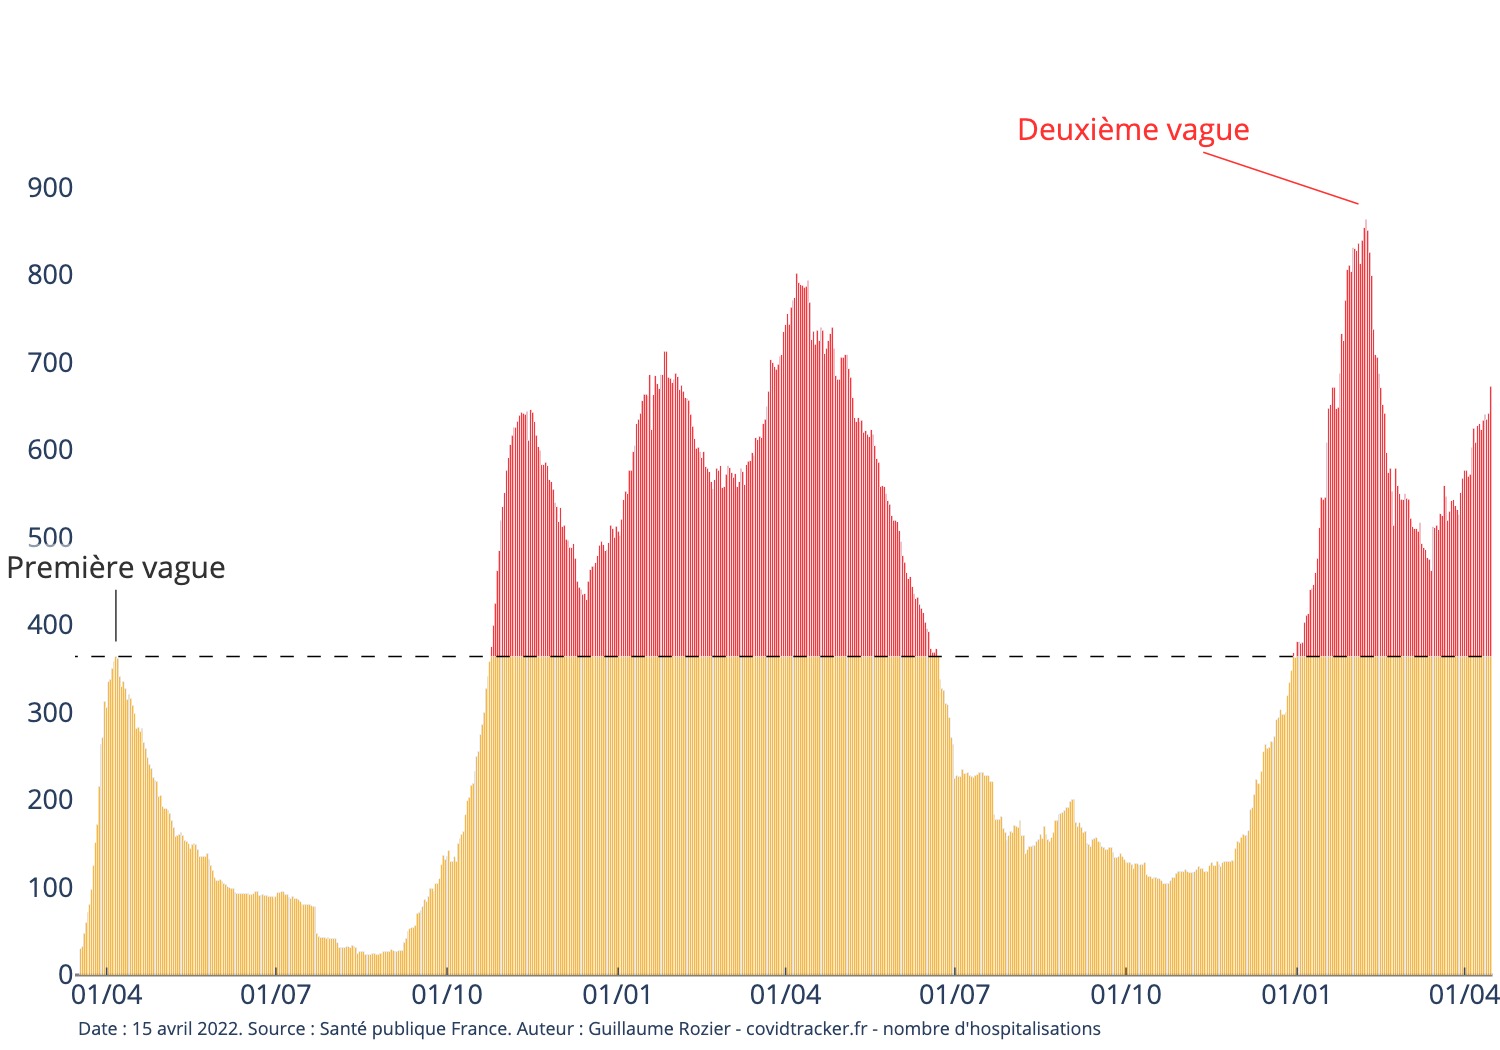 Deuxième vague
900
800
700
600
500
Première vague
400
300
200
100
0
01/04 01/07 01/10 01/01 01/04 01/07 01/10 01/01 01/04
Date : 15 avril 2022. Source : Santé publique France. Auteur : Guillaume Rozier - covidtracker.fr - nombre d'hospitalisations